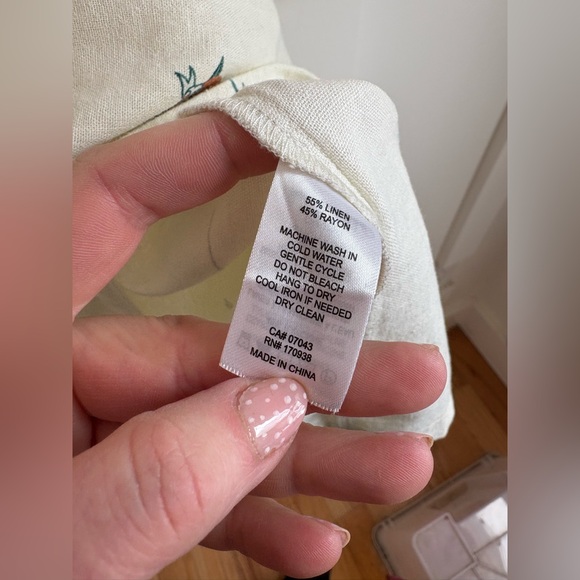 55% LINEN
45% RAYON
MACHINE WASH IN
COLD WATER
GENTLE CYCLE
DO NOT BLEACH
HANG TO DRY
COOL IRON IF NEEDED
DRY CLEAN
CA# 07043
RN# 170938
MADE IN CHINA